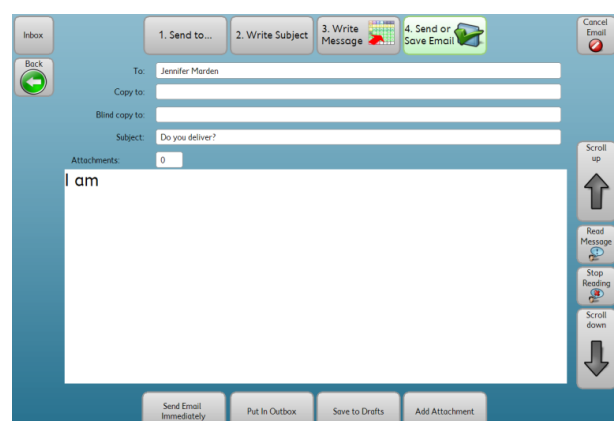 Inbox
1. Send to...
2. Write Subject
3. Write
Message
4. Send or
Save Email
Cancel
Email
Back
To:
Jennifer Marden
Copy to:
Blind copy to:
Subject:
Do you deliver?
Attachments:
0
I am
Scroll
up
Read
Message
Stop
Reading
Scroll
down
Send Email
Immediately
Put In Outbox
Save to Drafts
Add Attachment